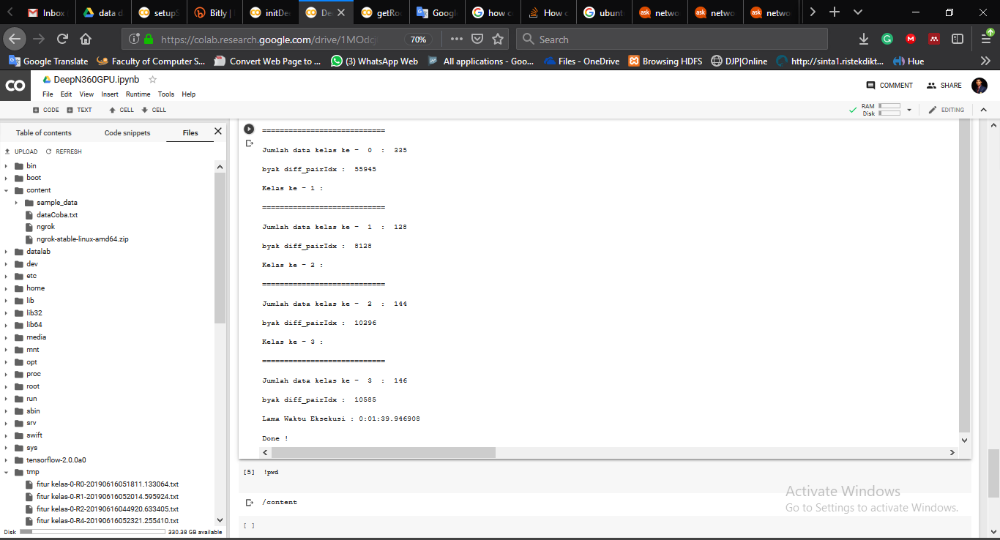 Inbox
data d
setupS
Bitly |
initDe
De
getRo
Google
how c
How c
ubunt
netwo
netwo
netwo
https://colab.research.google.com/drive/1MOdcj
70%
Search
Google Translate
Faculty of Computer S...
Convert Web Page to ...
(3) WhatsApp Web
All applications - Goo...
Files - OneDrive
Browsing HDFS
DJP|Online
http://sinta1.ristekdikt...
Hue
CO
DeepN360GPU.ipynb
COMMENT
SHARE
File Edit View Insert Runtime Tools Help
CODE TEXT CELL CELL
RAM
Disk
EDITING
Table of contents
Code snippets
Files
UPLOAD REFRESH
bin
boot
content
sample_data
dataCoba.txt
ngrok
ngrok-stable-linux-amd64.zip
datalab
dev
etc
home
lib
lib32
lib64
media
mnt
opt
proc
root
run
sbin
srv
swift
sys
tensorflow-2.0.0a0
tmp
fitur kelas-0-R0-20190616051811.133064.txt
fitur kelas-0-R1-20190616052014.595924.txt
fitur kelas-0-R2-20190616044920.633405.txt
fitur kelas-0-R4-20190616052321.255410.txt
Disk
330.38 GB available
============================
Jumlah data kelas ke - 0 : 335
byak diff_pairIdx : 55945
Kelas ke - 1 :
============================
Jumlah data kelas ke - 1 : 128
byak diff_pairIdx : 8128
Kelas ke - 2 :
============================
Jumlah data kelas ke - 2 : 144
byak diff_pairIdx : 10296
Kelas ke - 3 :
============================
Jumlah data kelas ke - 3 : 146
byak diff_pairIdx : 10585
Lama Waktu Eksekusi : 0:01:39.946908
Done !
[5] !pwd
/content
[ ]
Activate Windows
Go to Settings to activate Windows.